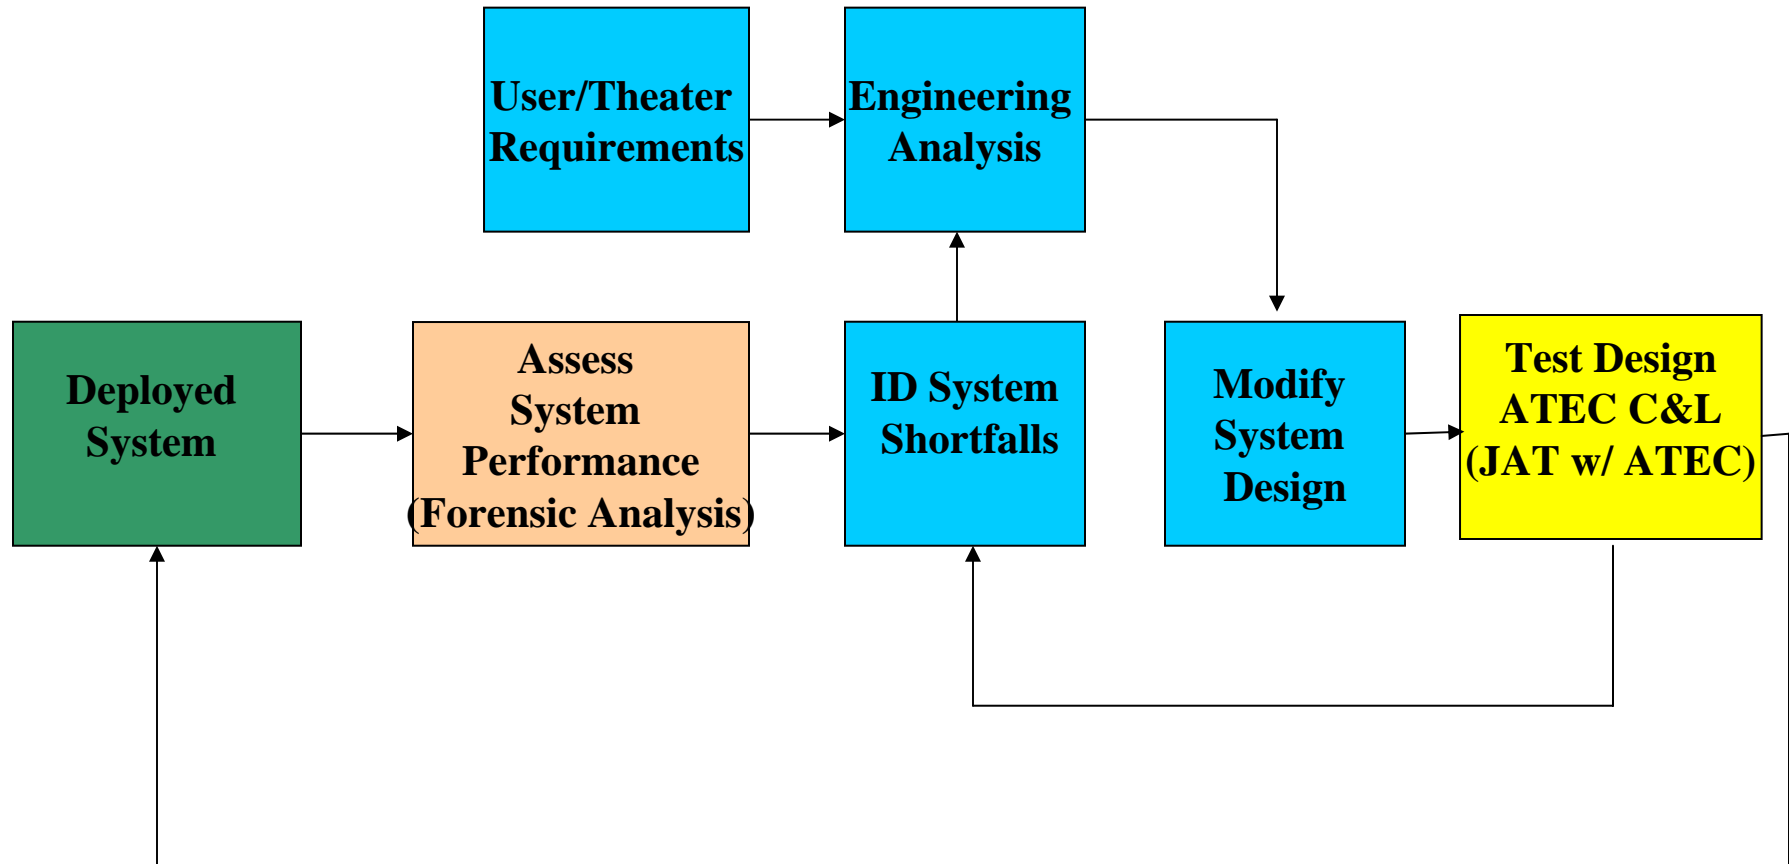 User/Theater
Requirements
Engineering
Analysis
Deployed
System
Assess
System
Performance
(Forensic Analysis)
ID System
Shortfalls
Modify
System
Design
Test Design
ATEC C&L
(JAT w/ ATEC)